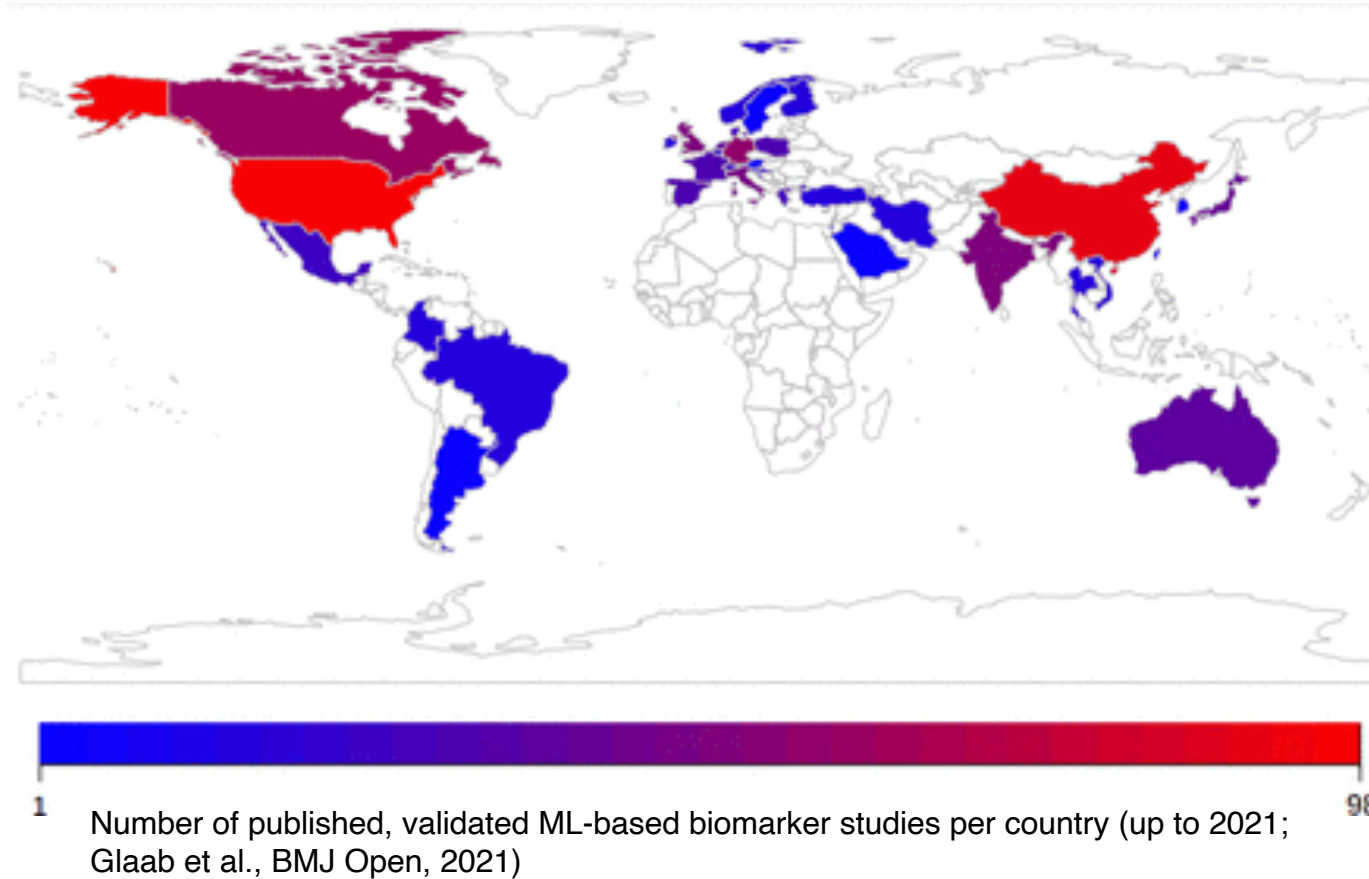 1
98
Number of published, validated ML-based biomarker studies per country (up to 2021;
Glaab et al., BMJ Open, 2021)